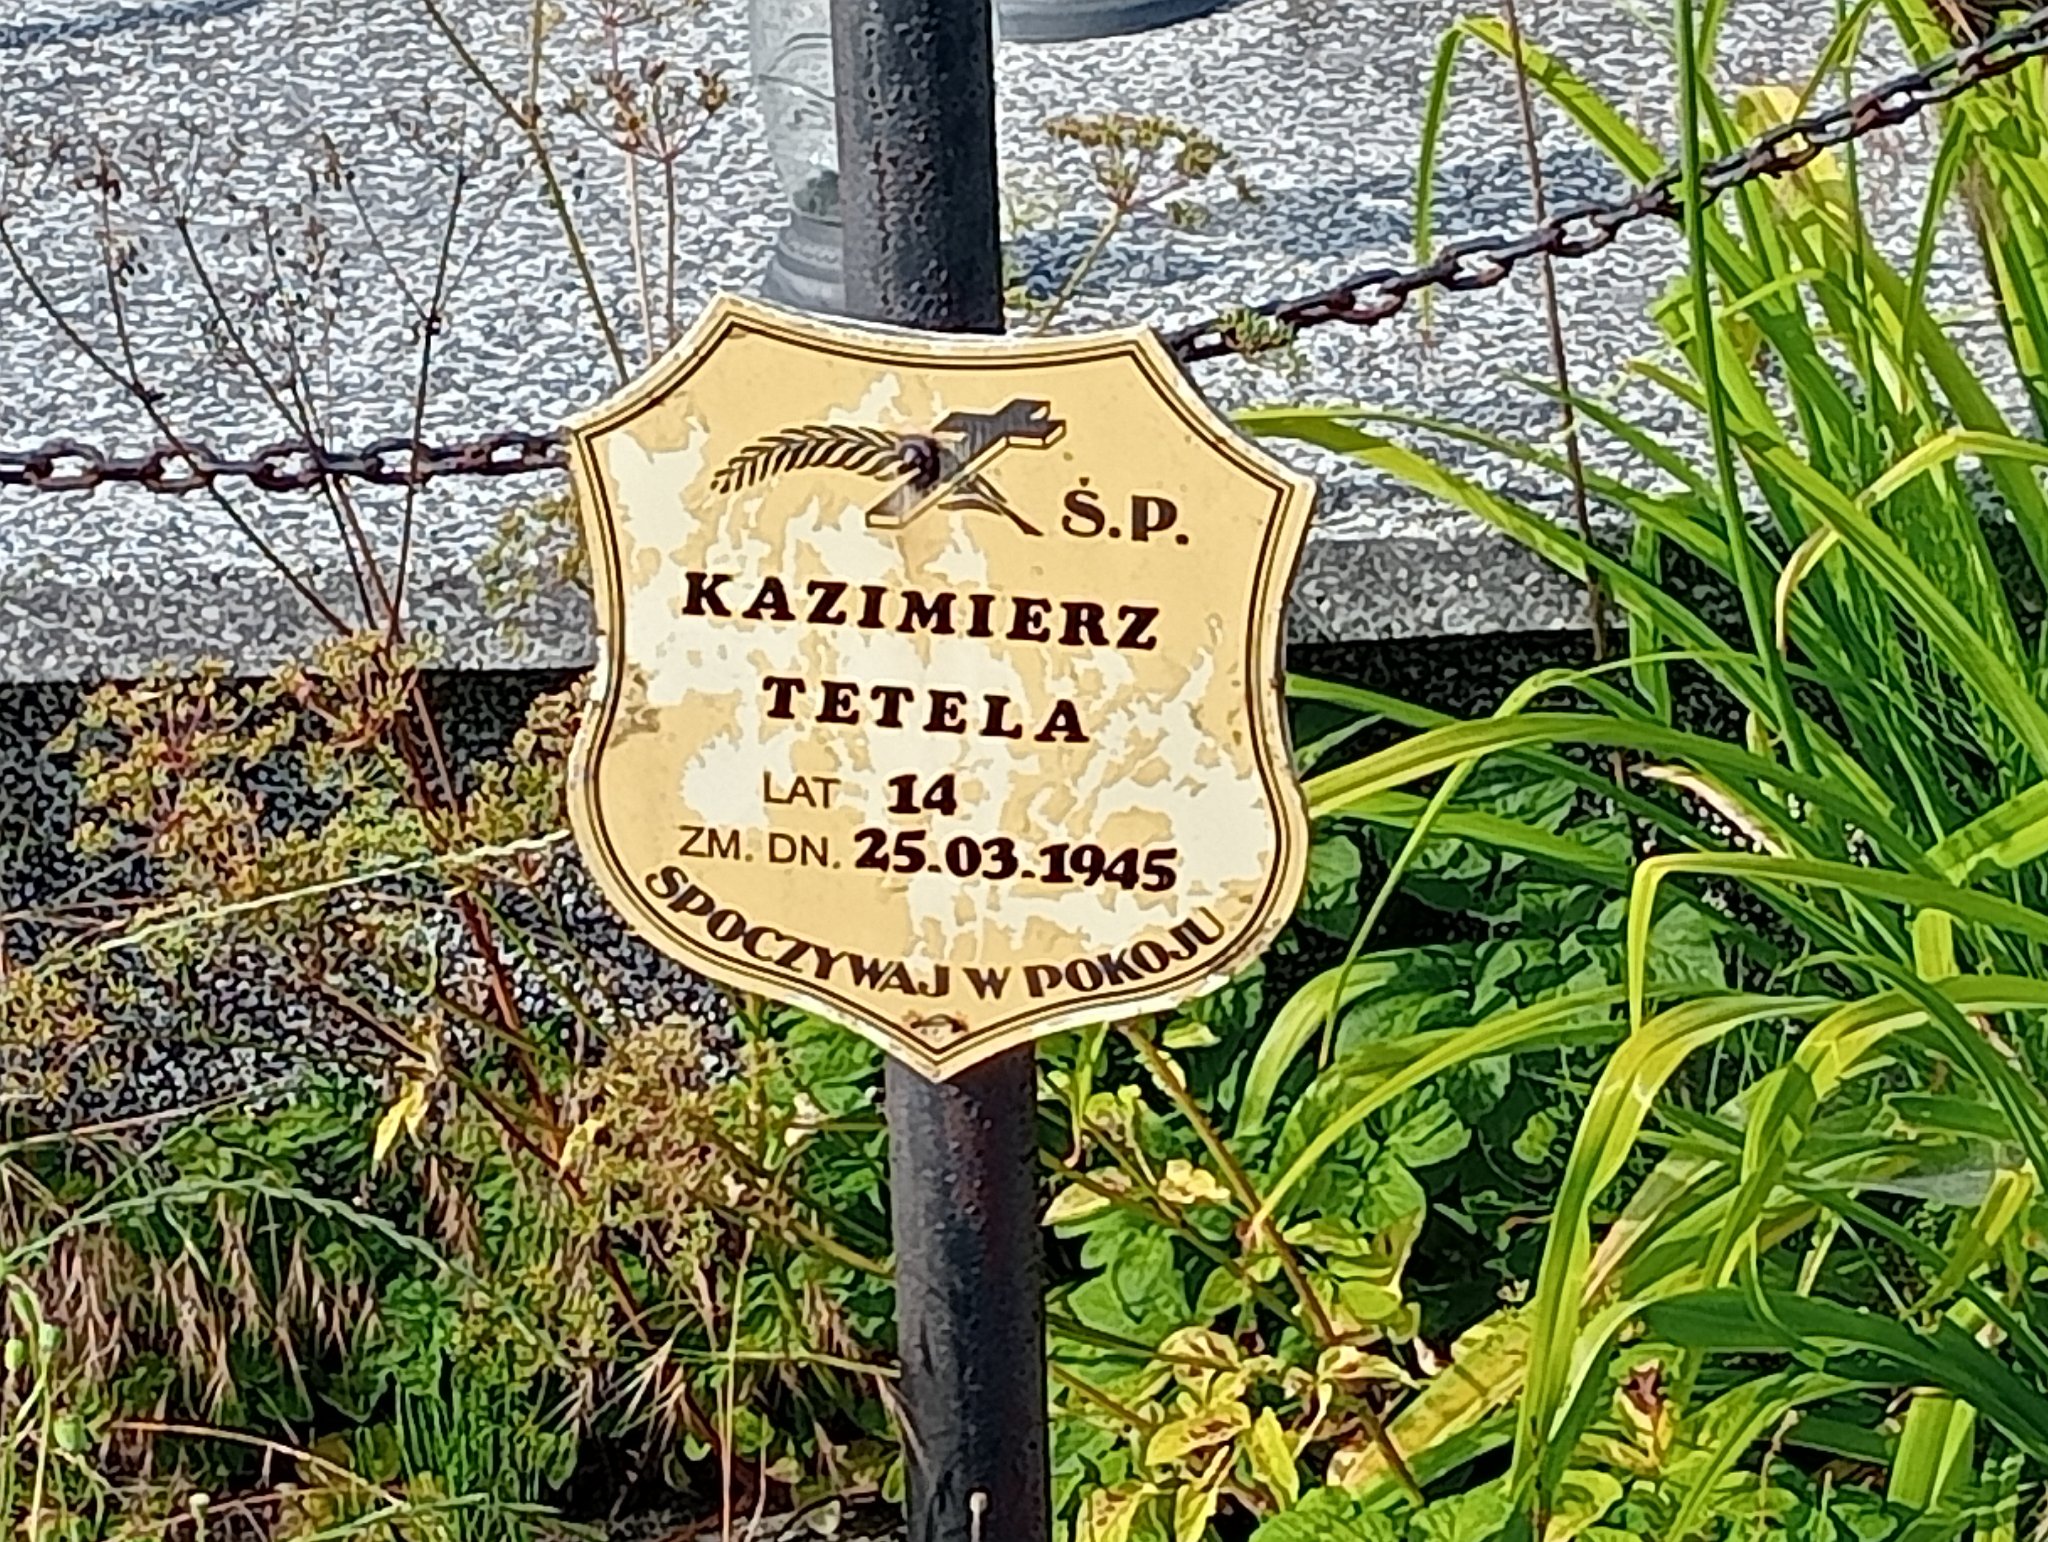 Ś.P.
KAZIMIERZ
TETELA
LAT 14
ZM. DN. 25.03.1945
SPOCZYWAJ W POKOJU